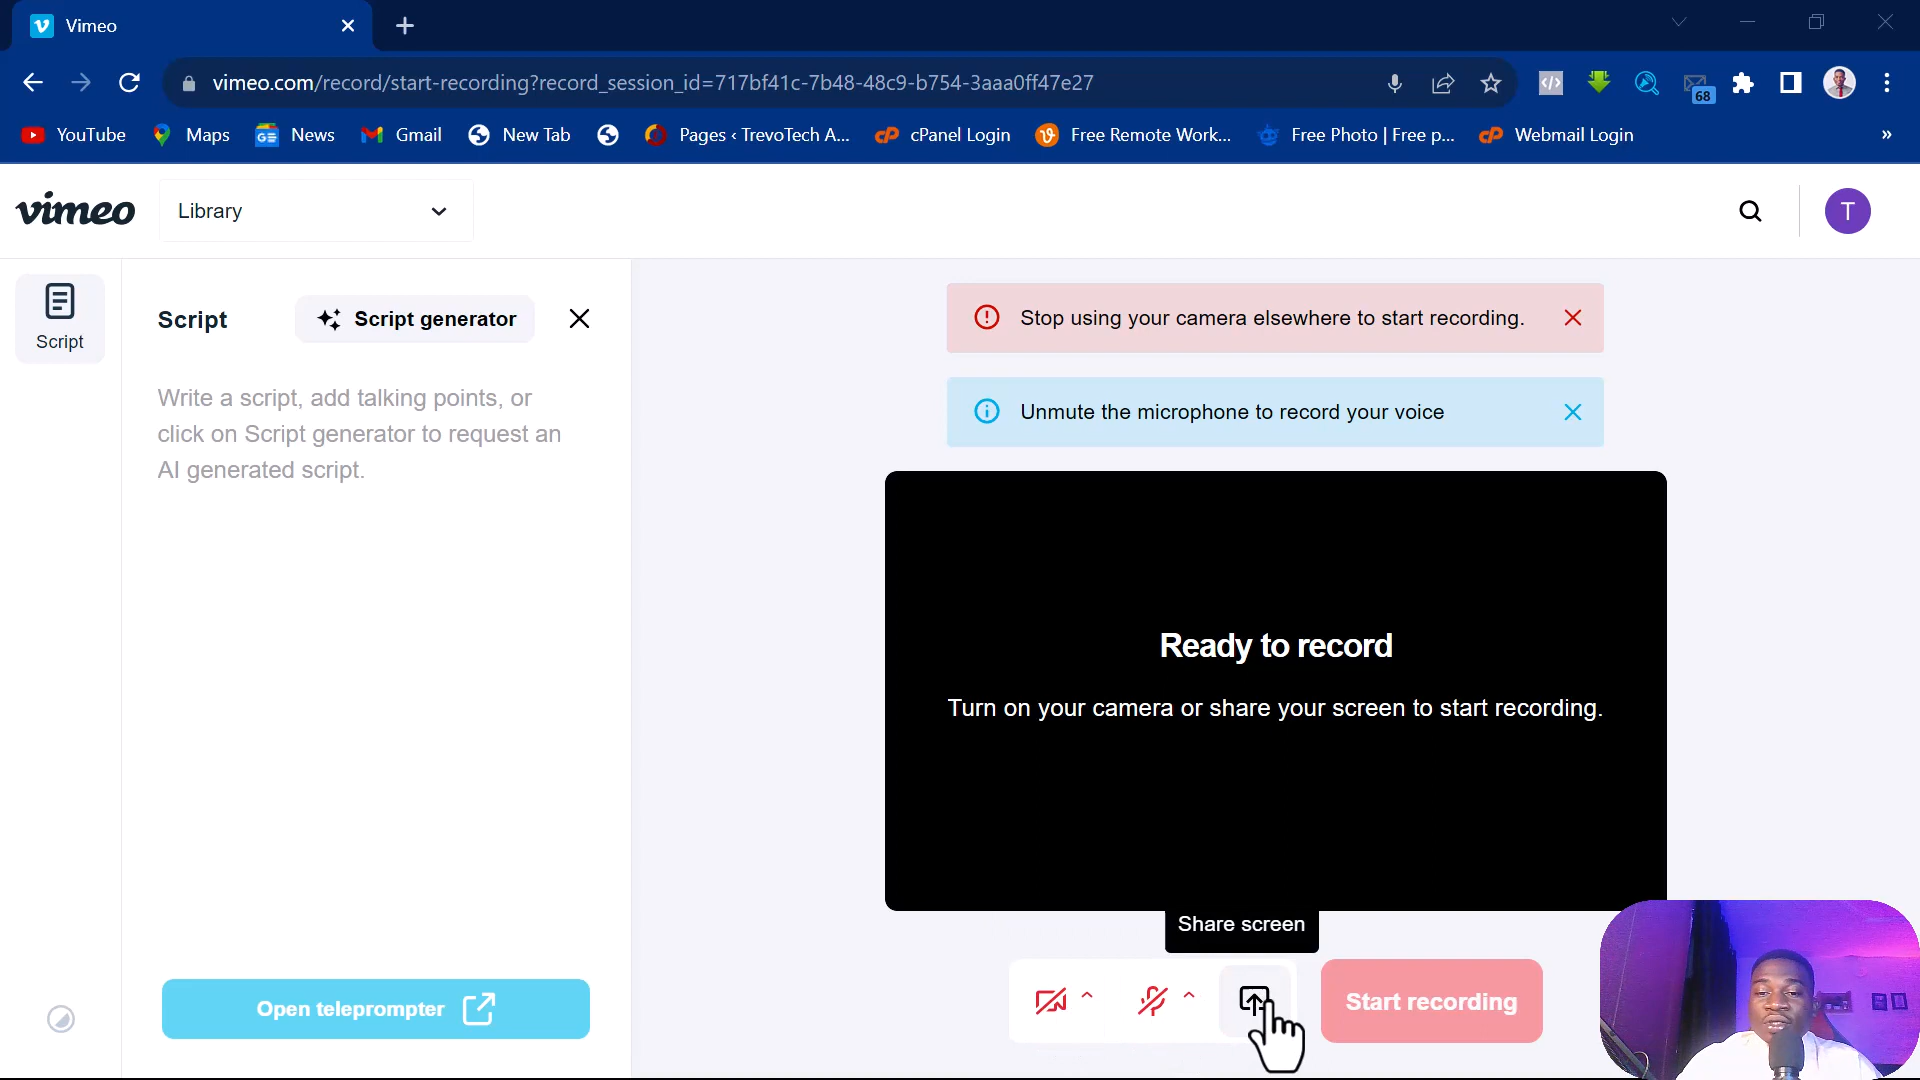 Vimeo
vimeo.com/record/start-recording?record_session_id=717bf41c-7b48-48c9-b754-3aaa0ff47e27
68
YouTube
Maps
News
Gmail
New Tab
Pages ‹ TrevoTech A...
cPanel Login
Free Remote Work...
Free Photo | Free p...
Webmail Login
»
vimeo
Library
T
Script
Script
Script generator
Write a script, add talking points, or
click on Script generator to request an
AI generated script.
Open teleprompter
Stop using your camera elsewhere to start recording.
Unmute the microphone to record your voice
Ready to record
Turn on your camera or share your screen to start recording.
Share screen
Start recording